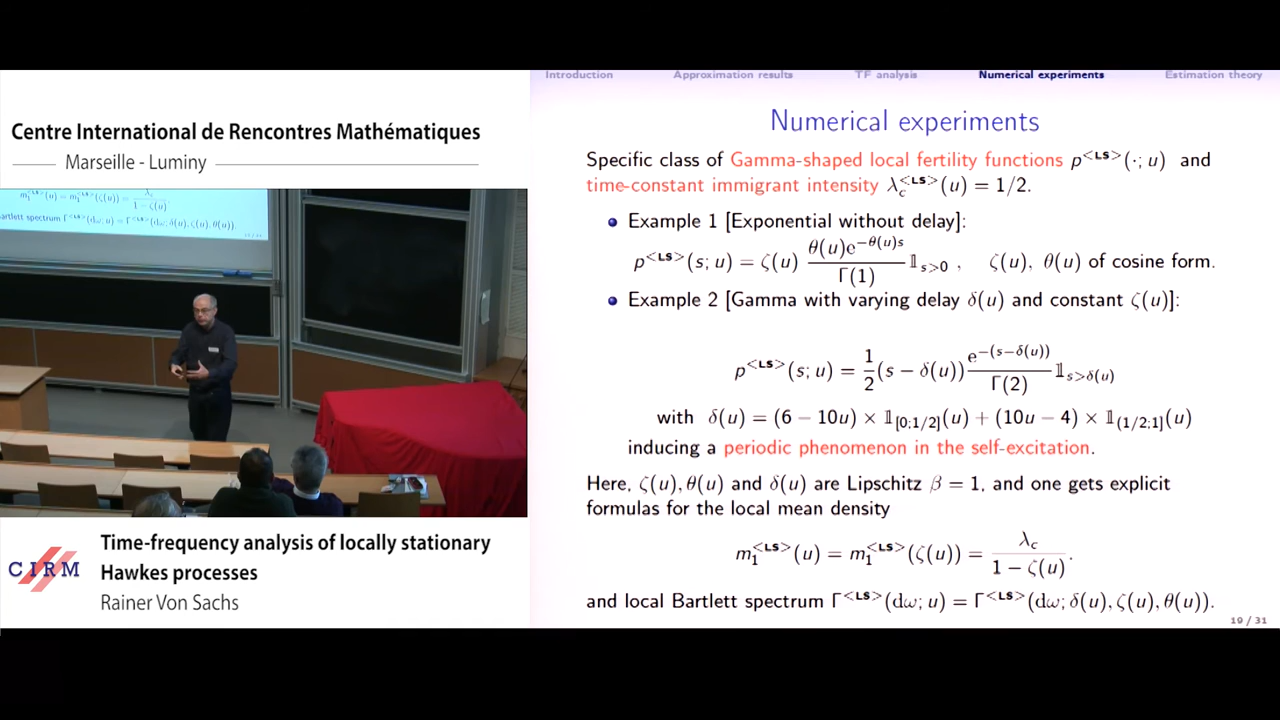 Centre International de Rencontres Mathématiques
Marseille - Luminy
Time-frequency analysis of locally stationary
Hawkes processes
Rainer Von Sachs
CIRM
Introduction Approximation results TF analysis Numerical experiments Estimation theory
Numerical experiments
Specific class of Gamma-shaped local fertility functions p^{<LS>}(·; u) and
time-constant immigrant intensity λ_c^{<LS>}(u) = 1/2.
• Example 1 [Exponential without delay]:
p^{<LS>}(s; u) = ζ(u) θ(u)e^{−θ(u)s} / Γ(1) 𝟙_{s>0} , ζ(u), θ(u) of cosine form.
• Example 2 [Gamma with varying delay δ(u) and constant ζ(u)]:
p^{<LS>}(s; u) = 1/2 (s − δ(u)) e^{−(s−δ(u))} / Γ(2) 𝟙_{s>δ(u)}
with δ(u) = (6 − 10u) × 𝟙_{[0;1/2]}(u) + (10u − 4) × 𝟙_{(1/2;1]}(u)
inducing a periodic phenomenon in the self-excitation.
Here, ζ(u), θ(u) and δ(u) are Lipschitz β = 1, and one gets explicit
formulas for the local mean density
m_1^{<LS>}(u) = m_1^{<LS>}(ζ(u)) = λ_c / (1 − ζ(u)).
and local Bartlett spectrum Γ^{<LS>}(dω; u) = Γ^{<LS>}(dω; δ(u), ζ(u), θ(u)).
19 / 31